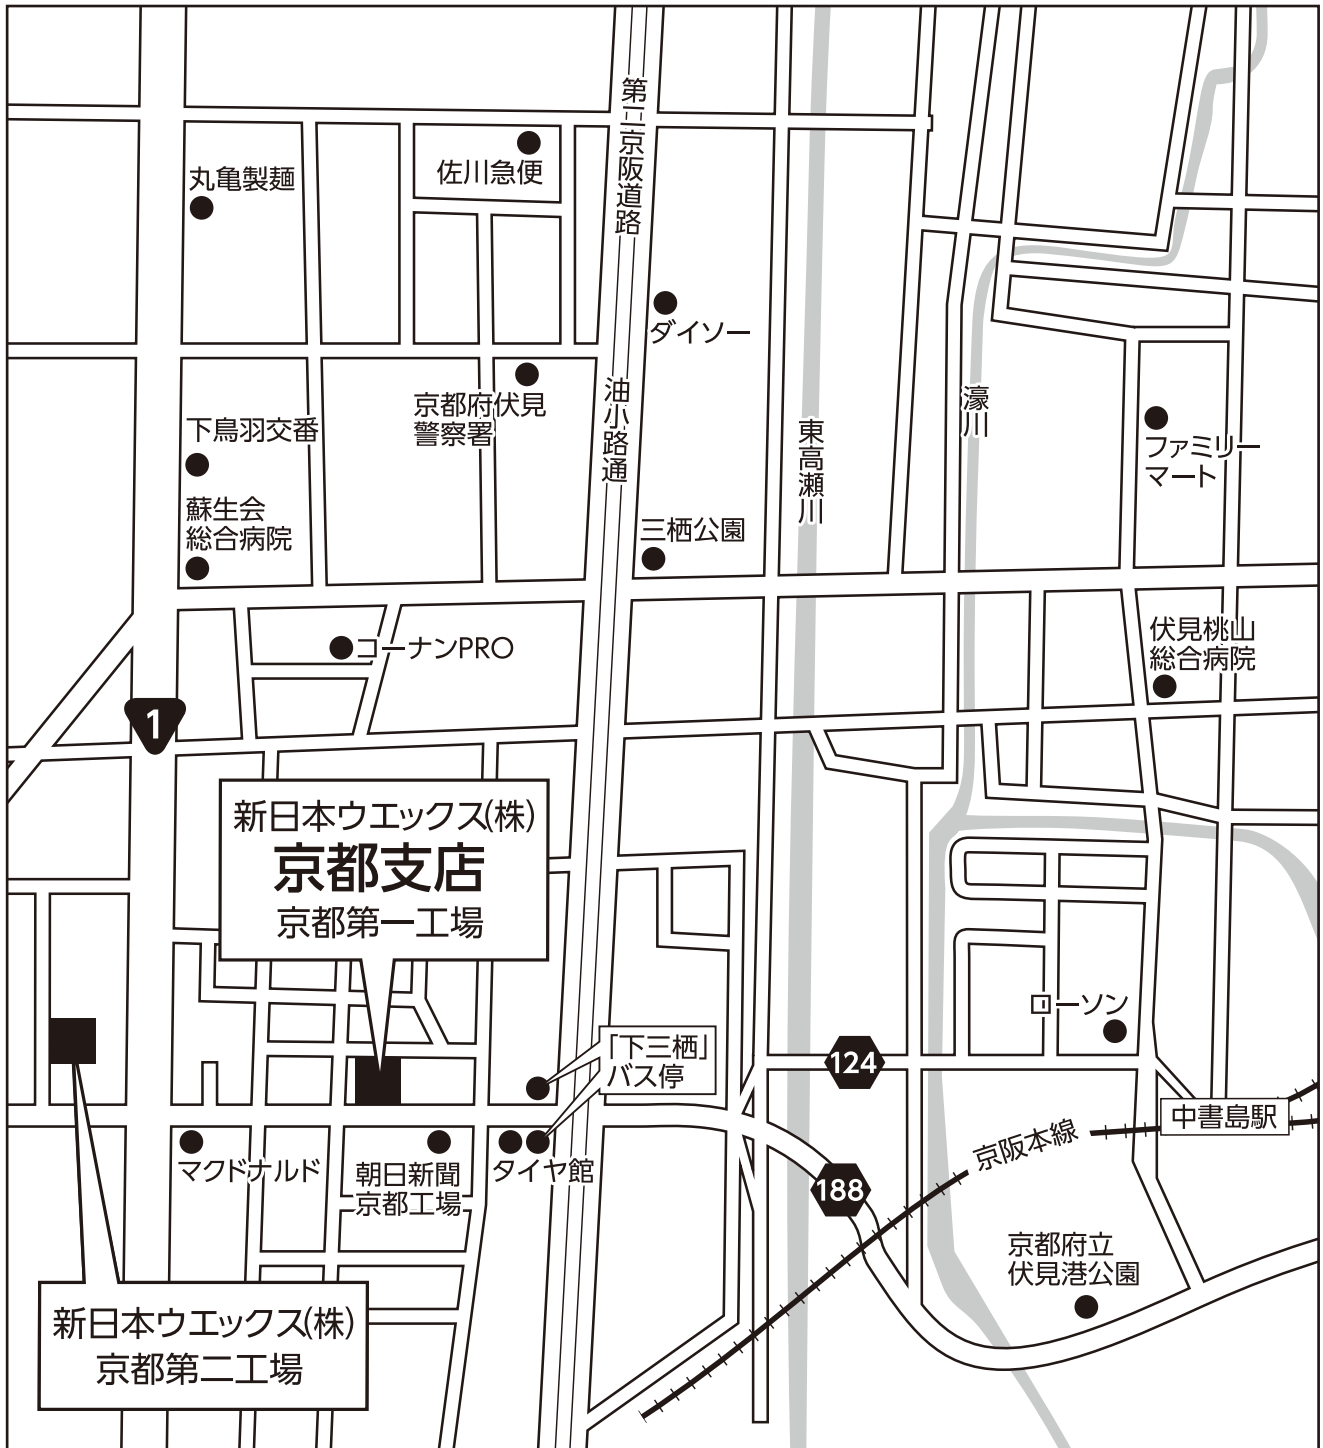 第二京阪道路
佐川急便
丸亀製麺
ダイソー
油小路通
京都府伏見
警察署
下鳥羽交番
蘇生会
総合病院
三栖公園
東高瀬川
濠川
ファミリー
マート
コーナンPRO
伏見桃山
総合病院
1
新日本ウエックス(株)
京都支店
京都第一工場
ローソン
「下三栖」
バス停
124
中書島駅
京阪本線
マクドナルド
朝日新聞
京都工場
タイヤ館
188
京都府立
伏見港公園
新日本ウエックス(株)
京都第二工場